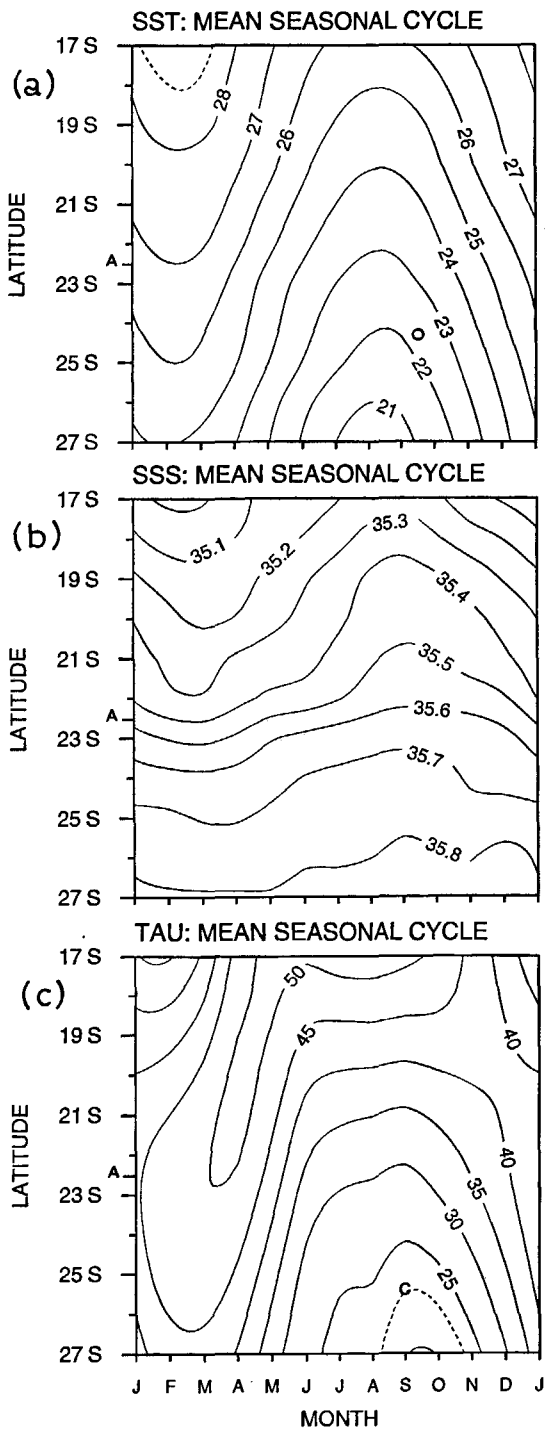 SST: MEAN SEASONAL CYCLE
(a)
17 S
19 S
21 S
A
23 S
25 S
27 S
LATITUDE
28
27
26
26
27
25
24
23
O
22
21
SSS: MEAN SEASONAL CYCLE
(b)
17 S
19 S
21 S
A
23 S
25 S
27 S
LATITUDE
35.1
35.2
35.3
35.4
35.5
35.6
35.7
35.8
TAU: MEAN SEASONAL CYCLE
(c)
17 S
19 S
21 S
A
23 S
25 S
27 S
LATITUDE
50
45
40
40
35
30
25
C
J F M A M J J A S O N D J
MONTH